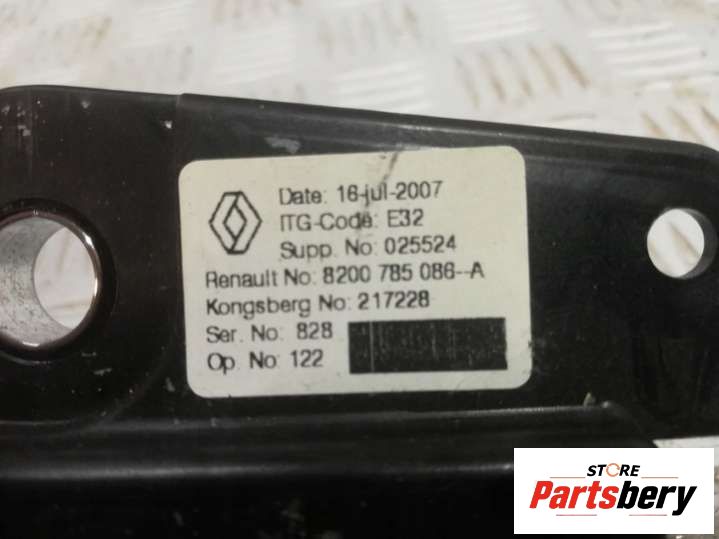 Date: 16-jul-2007
ITG-Code: E32
Supp. No: 025524
Renault No: 8200 785 086--A
Kongsberg No: 217228
Ser. No: 828
Op. No: 122
STORE
Partsbery